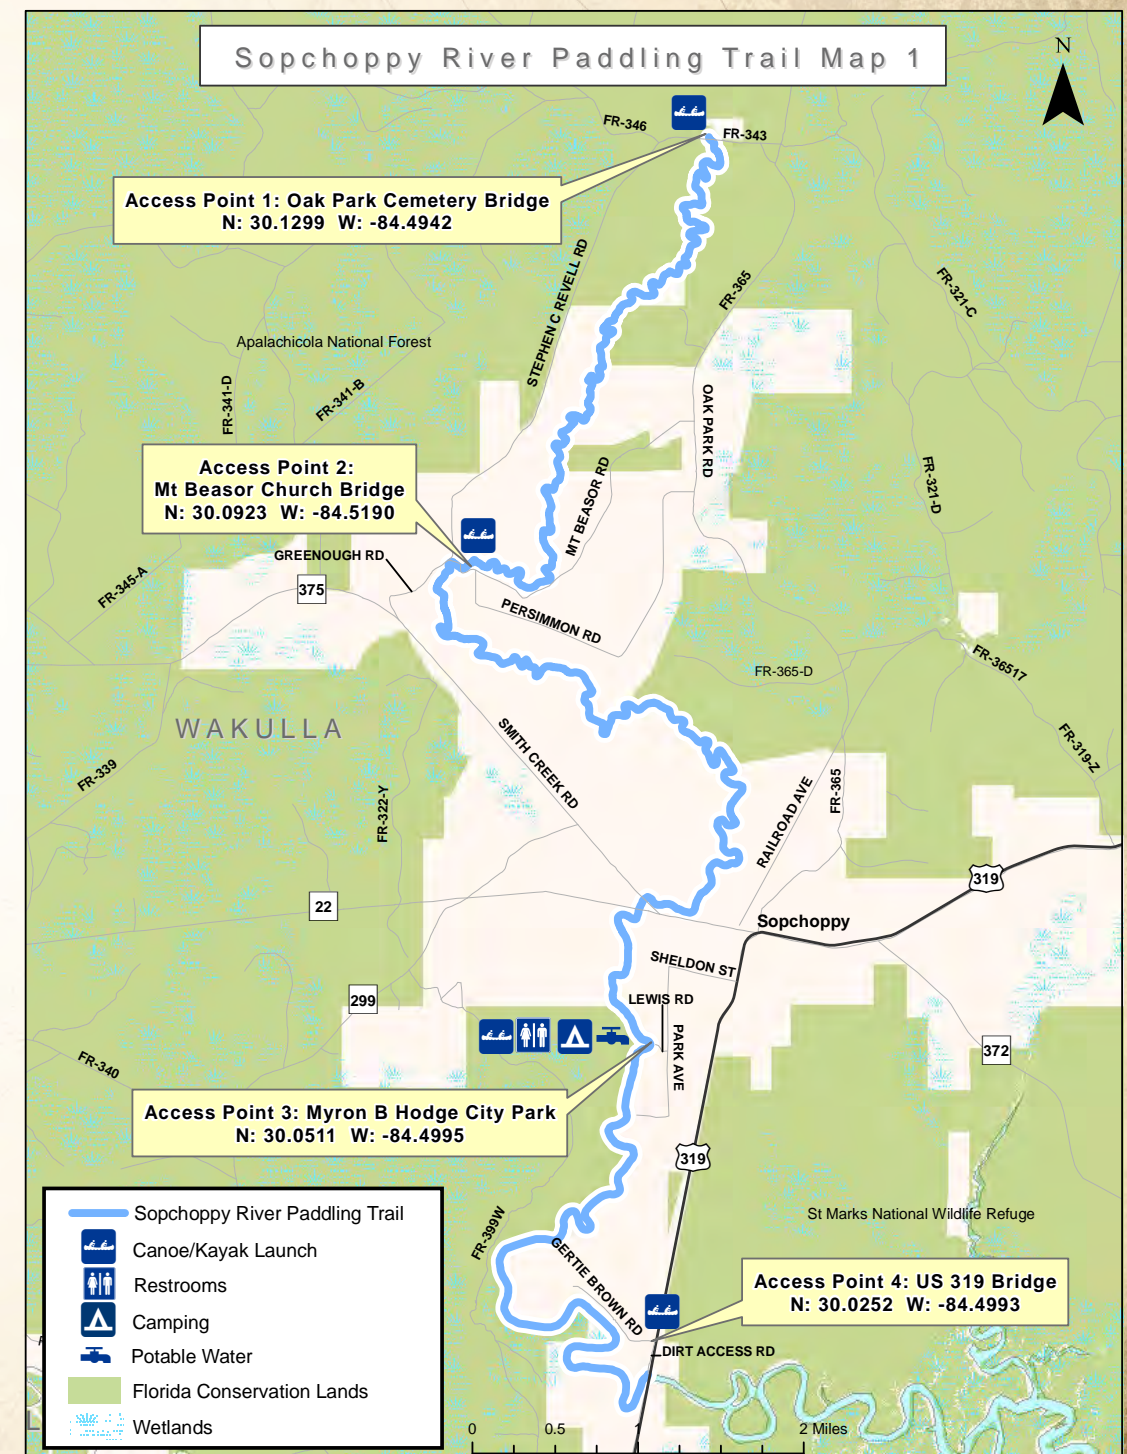 Sopchoppy River Paddling Trail Map 1
N
FR-346
FR-343
Access Point 1: Oak Park Cemetery Bridge
N: 30.1299 W: -84.4942
STEPHEN C REVELL RD
FR-365
FR-321-C
Apalachicola National Forest
FR-341-D
FR-341-B
OAK PARK RD
Access Point 2:
Mt Beasor Church Bridge
N: 30.0923 W: -84.5190
MT BEASOR RD
FR-321-D
GREENOUGH RD
375
FR-345-A
PERSIMMON RD
FR-365-D
FR-36517
WAKULLA
SMITH CREEK RD
FR-339
FR-322-Y
FR-319-Z
RAILROAD AVE
FR-365
319
22
Sopchoppy
SHELDON ST
299
LEWIS RD
PARK AVE
372
FR-340
Access Point 3: Myron B Hodge City Park
N: 30.0511 W: -84.4995
319
St Marks National Wildlife Refuge
FR-399W
GERTIE BROWN RD
Access Point 4: US 319 Bridge
N: 30.0252 W: -84.4993
DIRT ACCESS RD
Sopchoppy River Paddling Trail
Canoe/Kayak Launch
Restrooms
Camping
Potable Water
Florida Conservation Lands
Wetlands
0 0.5 1 2 Miles